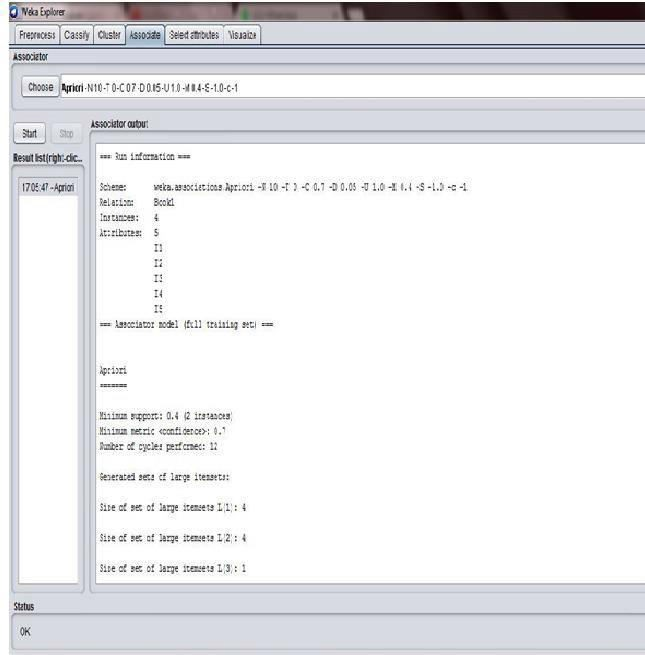 Weka Explorer
Preprocess Classify Cluster Associate Select attributes Visualize
Associator
Choose Apriori -N 10 -T 0 -C 0.7 -D 0.05 -U 1.0 -M 0.4 -S -1.0 -c -1
Start Stop
Associator output
Result list (right-clic...
17:05:47 - Apriori
=== Run information ===
Scheme: weka.associations.Apriori -N 10 -T 0 -C 0.7 -D 0.05 -U 1.0 -M 0.4 -S -1.0 -c -1
Relation: Book1
Instances: 4
Attributes: 5
I1
I2
I3
I4
I5
=== Associator model (full training set) ===
Apriori
=======
Minimum support: 0.4 (2 instances)
Minimum metric <confidence>: 0.7
Number of cycles performed: 12
Generated sets of large itemsets:
Size of set of large itemsets L(1): 4
Size of set of large itemsets L(2): 4
Size of set of large itemsets L(3): 1
Status
OK